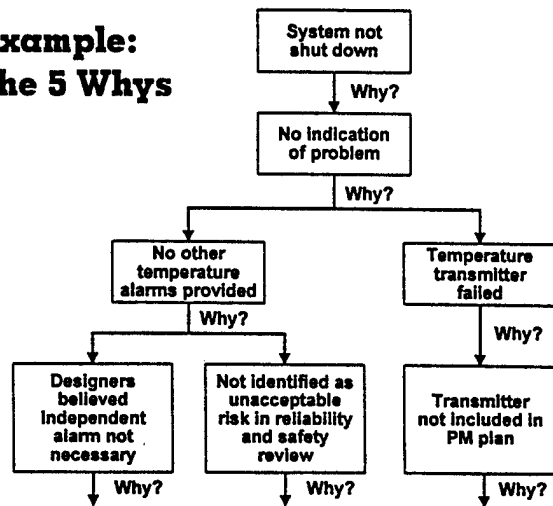 xample:
he 5 Whys
System not
shut down
Why?
No indication
of problem
Why?
No other
temperature
alarms provided
Temperature
transmitter
failed
Why?
Why?
Designers
believed
independent
alarm not
necessary
Not identified as
unacceptable
risk in reliability
and safety
review
Transmitter
not included in
PM plan
Why?
Why?
Why?